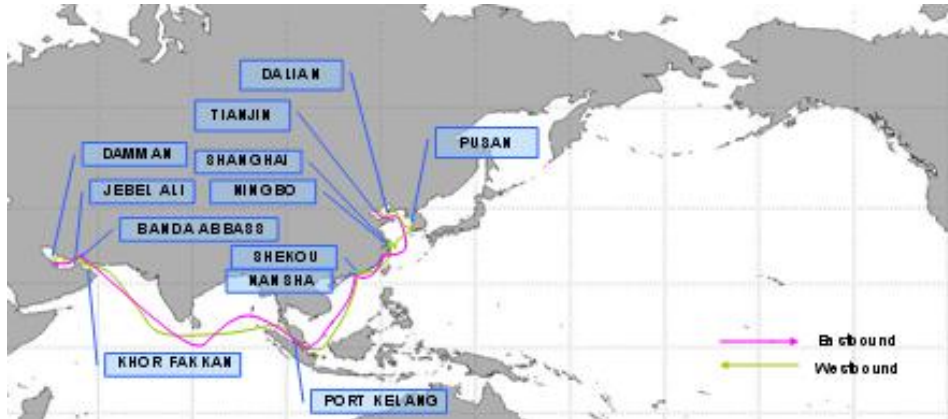 DALIAN
TIANJIN
PUSAN
DAMMAN
SHANGHAI
JEBEL ALI
NINGBO
BANDA ABBASS
SHEKOU
NANSHA
KHOR FAKKAN
PORT KELANG
Eastbound
Westbound